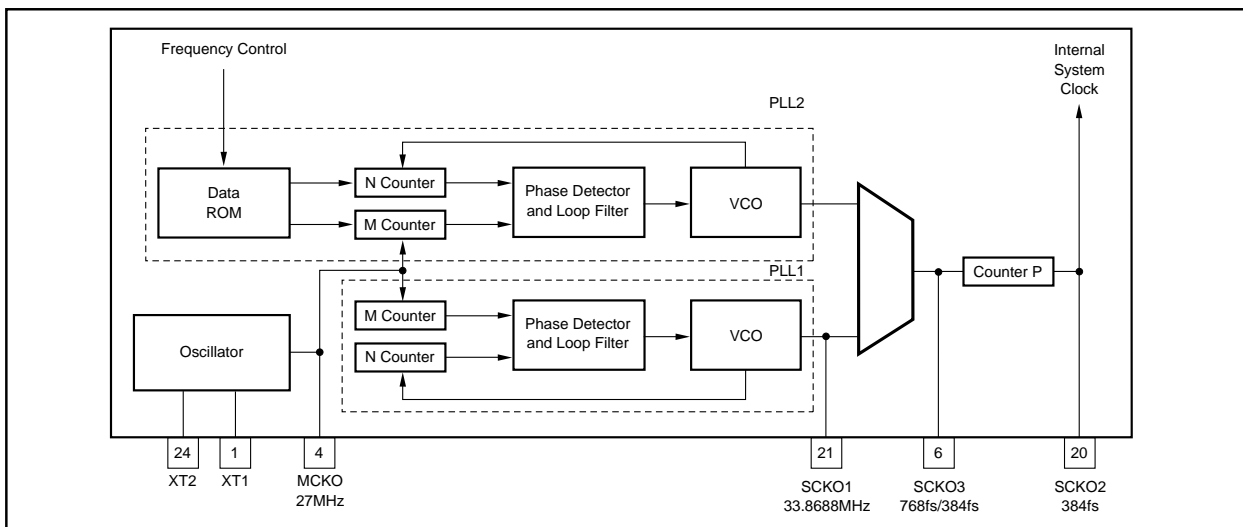 Frequency Control
Internal
System
Clock
PLL2
Data
ROM
N Counter
M Counter
Phase Detector
and Loop Filter
VCO
PLL1
M Counter
N Counter
Phase Detector
and Loop Filter
VCO
Counter P
Oscillator
24
1
4
21
6
20
XT2
XT1
MCKO
27MHz
SCKO1
33.8688MHz
SCKO3
768fs/384fs
SCKO2
384fs